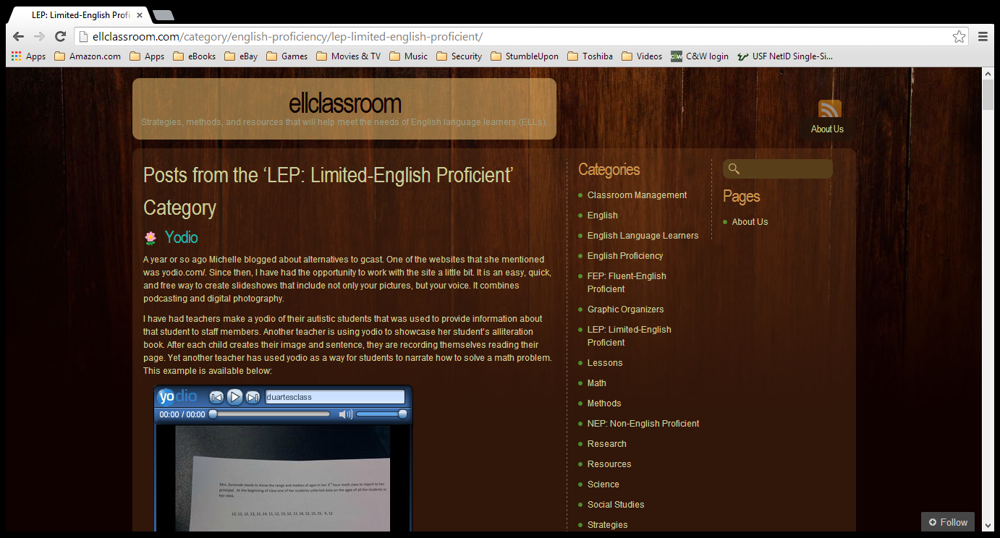 LEP: Limited-English Profi
ellclassroom.com/category/english-proficiency/lep-limited-english-proficient/
Apps Amazon.com Apps eBooks eBay Games Movies & TV Music Security StumbleUpon Toshiba Videos C&W login USF NetID Single-Si...
ellclassroom
Strategies, methods, and resources that will help meet the needs of English language learners (ELLs).
About Us
Posts from the ‘LEP: Limited-English Proficient’
Category
Yodio
A year or so ago Michelle blogged about alternatives to gcast. One of the websites that she mentioned
was yodio.com/. Since then, I have had the opportunity to work with the site a little bit. It is an easy, quick,
and free way to create slideshows that include not only your pictures, but your voice. It combines
podcasting and digital photography.
I have had teachers make a yodio of their autistic students that was used to provide information about
that student to staff members. Another teacher is using yodio to showcase her student's alliteration
book. After each child creates their image and sentence, they are recording themselves reading their
page. Yet another teacher has used yodio as a way for students to narrate how to solve a math problem.
This example is available below:
yodio duartesclass
00:00 / 00:00
Mrs. Zoromski needs to know the range and median of ages in her 5th hour math class to report to her
principal. At the beginning of class one of her students collected data on the ages of all the students in
her class.
Categories
Classroom Management
English
English Language Learners
English Proficiency
FEP: Fluent-English
Proficient
Graphic Organizers
LEP: Limited-English
Proficient
Lessons
Math
Methods
NEP: Non-English Proficient
Research
Resources
Science
Social Studies
Strategies
Pages
About Us
Follow